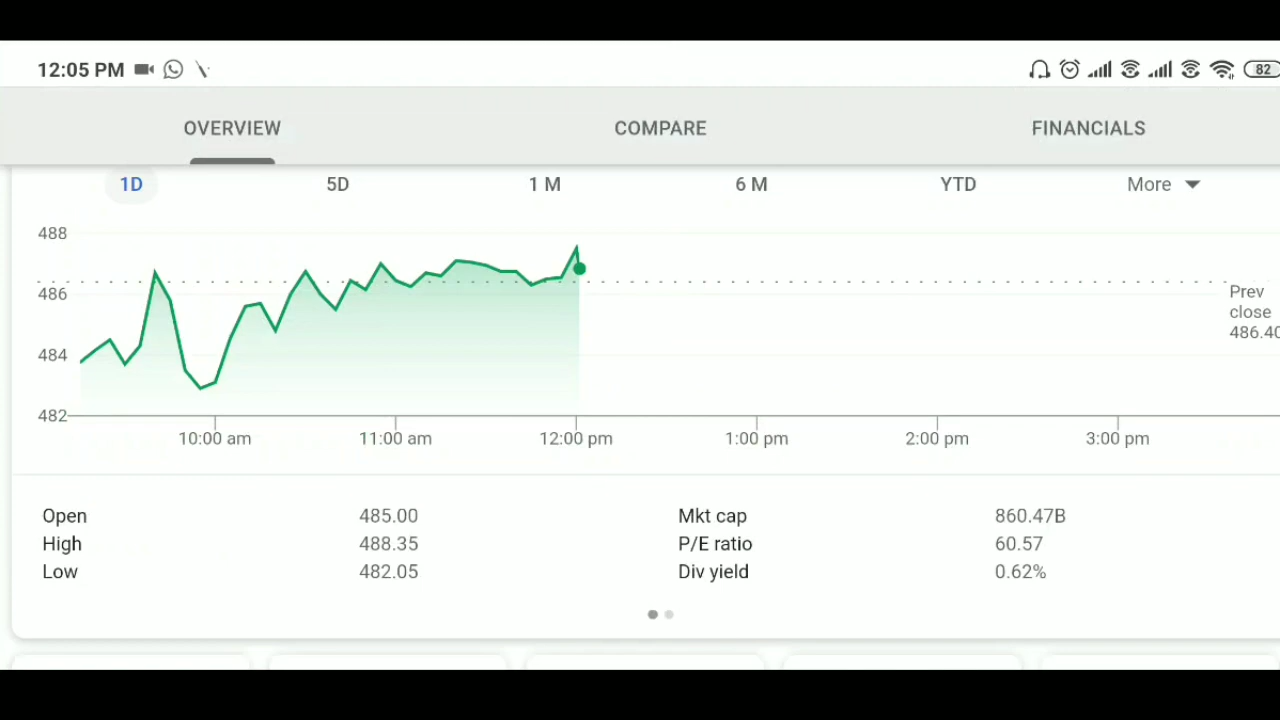 12:05 PM 82
OVERVIEW COMPARE FINANCIALS
1D 5D 1 M 6 M YTD More
488
486
484
482
Prev
close
486.40
10:00 am 11:00 am 12:00 pm 1:00 pm 2:00 pm 3:00 pm
Open 485.00 Mkt cap 860.47B
High 488.35 P/E ratio 60.57
Low 482.05 Div yield 0.62%